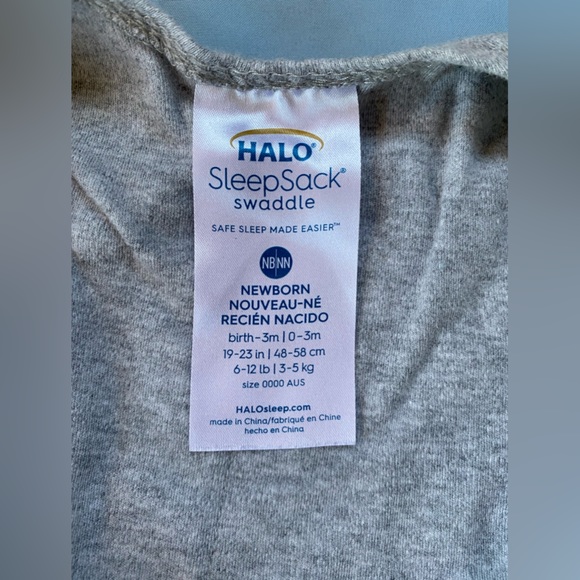 HALO®
SleepSack®
swaddle
SAFE SLEEP MADE EASIER™
NB|NN
NEWBORN
NOUVEAU-NÉ
RECIÉN NACIDO
birth-3m | 0-3m
19-23 in | 48-58 cm
6-12 lb | 3-5 kg
size 0000 AUS
HALOsleep.com
made in China/fabriqué en Chine
hecho en China